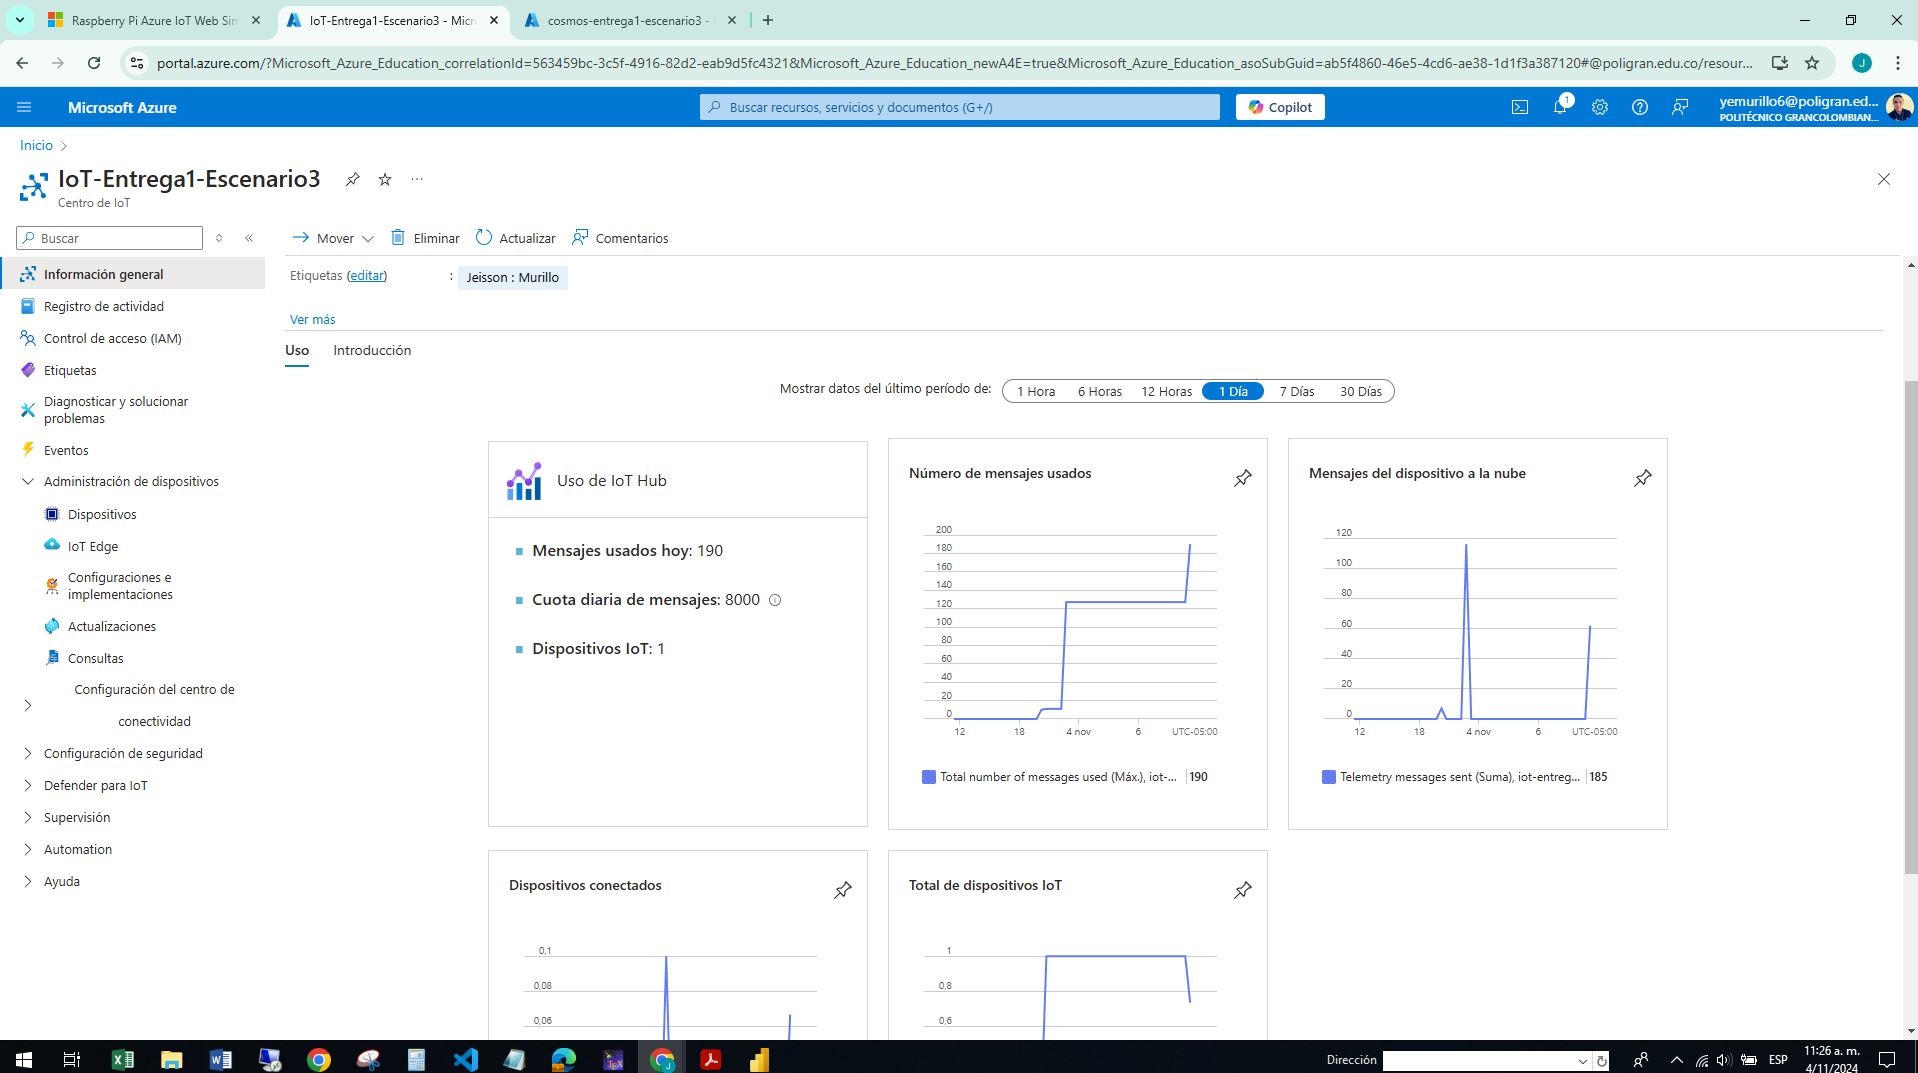 Raspberry Pi Azure IoT Web Sim
IoT-Entrega1-Escenario3 - Micr
cosmos-entrega1-escenario3 -
portal.azure.com/?Microsoft_Azure_Education_correlationId=563459bc-3c5f-4916-82d2-eab9d5fc4321&Microsoft_Azure_Education_newA4E=true&Microsoft_Azure_Education_asoSubGuid=ab5f4860-46e5-4cd6-ae38-1d1f3a387120#@poligran.edu.co/resour...
J
Microsoft Azure
Buscar recursos, servicios y documentos (G+/)
Copilot
1
yemurillo6@poligran.ed...
POLITÉCNICO GRANCOLOMBIAN...
Inicio
IoT-Entrega1-Escenario3
Centro de IoT
Buscar
Mover
Eliminar
Actualizar
Comentarios
Información general
Registro de actividad
Control de acceso (IAM)
Etiquetas
Diagnosticar y solucionar
problemas
Eventos
Administración de dispositivos
Dispositivos
IoT Edge
Configuraciones e
implementaciones
Actualizaciones
Consultas
Configuración del centro de
conectividad
Configuración de seguridad
Defender para IoT
Supervisión
Automation
Ayuda
Etiquetas (editar) : Jeisson : Murillo
Ver más
Uso Introducción
Mostrar datos del último período de: 1 Hora 6 Horas 12 Horas 1 Día 7 Días 30 Días
Uso de IoT Hub
Mensajes usados hoy: 190
Cuota diaria de mensajes: 8000
Dispositivos IoT: 1
Número de mensajes usados
200
180
160
140
120
100
80
60
40
20
0
12 18 4 nov 6 UTC-05:00
Total number of messages used (Máx.), iot-... 190
Mensajes del dispositivo a la nube
120
100
80
60
40
20
0
12 18 4 nov 6 UTC-05:00
Telemetry messages sent (Suma), iot-entreg... 185
Dispositivos conectados
0,1
0,08
0,06
Total de dispositivos IoT
1
0,8
0,6
Dirección
ESP
11:26 a. m.
4/11/2024